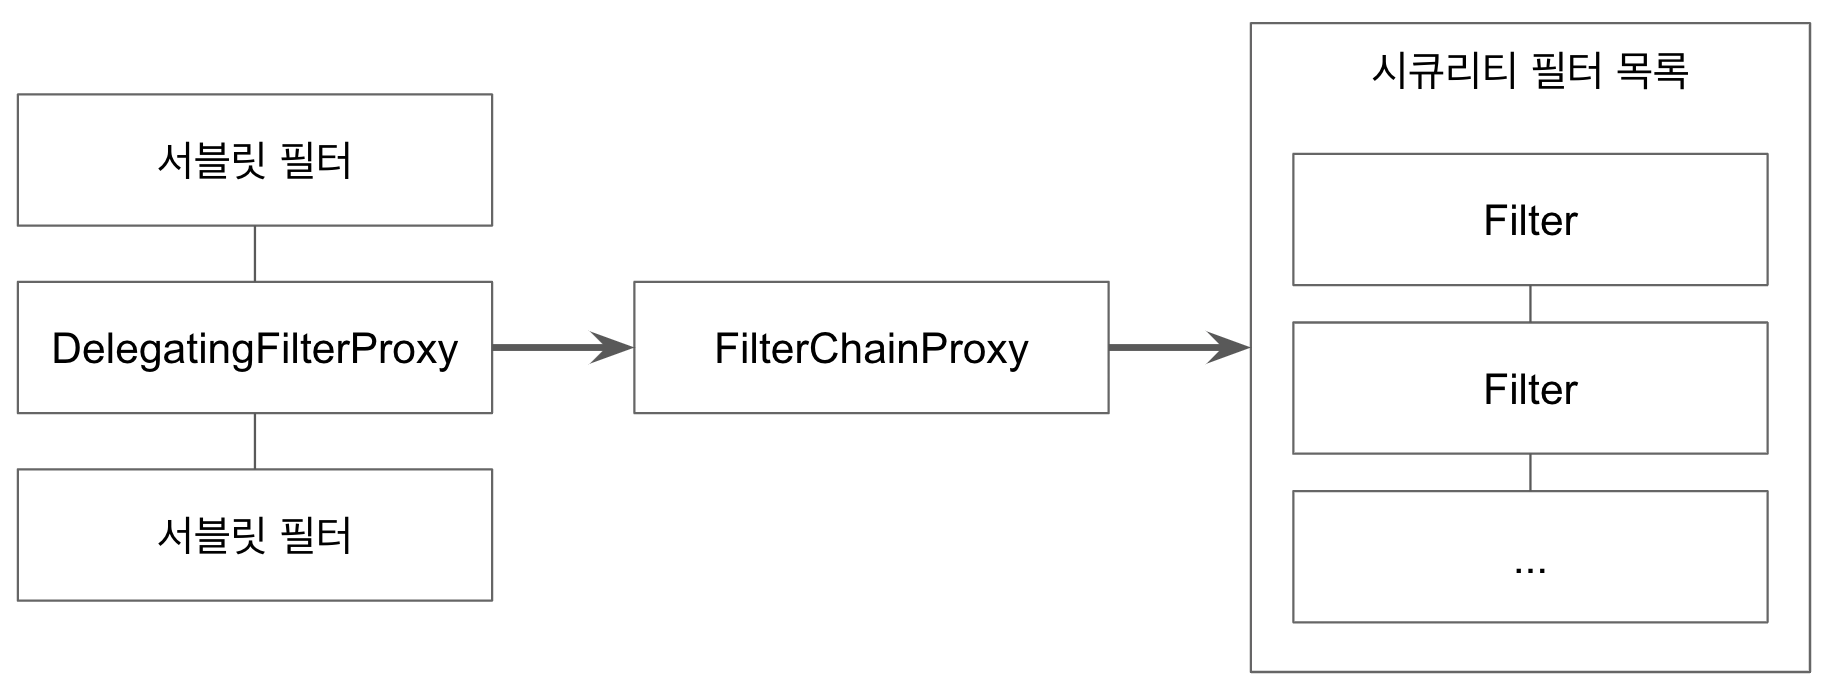 서블릿 필터
DelegatingFilterProxy
서블릿 필터
FilterChainProxy
시큐리티 필터 목록
Filter
Filter
...